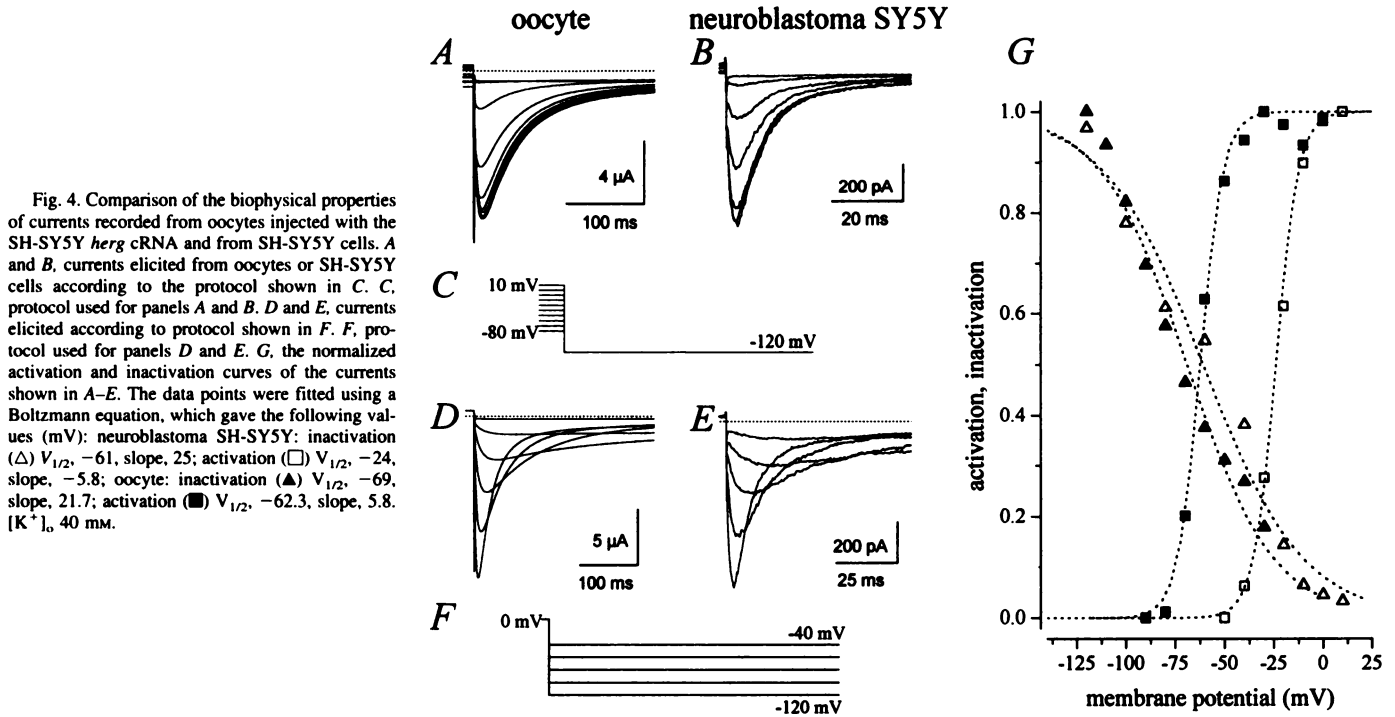 Fig. 4. Comparison of the biophysical properties
of currents recorded from oocytes injected with the
SH-SY5Y herg cRNA and from SH-SY5Y cells. A
and B, currents elicited from oocytes or SH-SY5Y
cells according to the protocol shown in C. C,
protocol used for panels A and B. D and E, currents
elicited according to protocol shown in F. F, pro-
tocol used for panels D and E. G, the normalized
activation and inactivation curves of the currents
shown in A–E. The data points were fitted using a
Boltzmann equation, which gave the following val-
ues (mV): neuroblastoma SH-SY5Y: inactivation
(△) V1/2, −61, slope, 25; activation (□) V1/2, −24,
slope, −5.8; oocyte: inactivation (▲) V1/2, −69,
slope, 21.7; activation (■) V1/2, −62.3, slope, 5.8.
[K+]o 40 mM.
oocyte
neuroblastoma SY5Y
A
4 µA
100 ms
B
200 pA
20 ms
C
10 mV
-80 mV
-120 mV
D
5 µA
100 ms
E
200 pA
25 ms
F
0 mV
-40 mV
-120 mV
G
activation, inactivation
1.0
0.8
0.6
0.4
0.2
0.0
-125 -100 -75 -50 -25 0 25
membrane potential (mV)